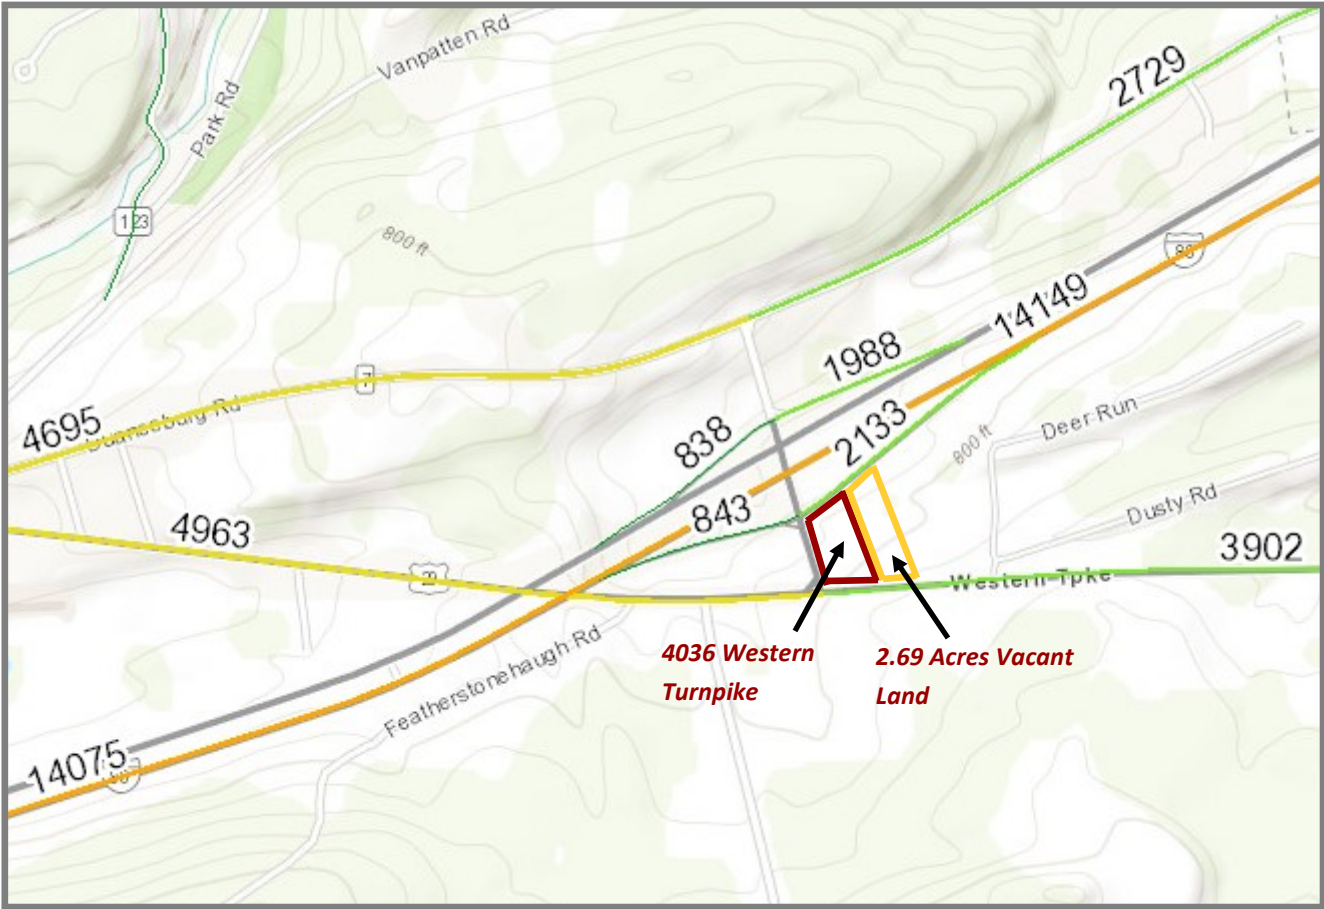 Vanpatten Rd
Park Rd
2729
123
800 ft
88
14149
1988
7
4695
Duanesburg Rd
838
2133
800 ft
Deer Run
843
Dusty Rd
4963
3902
20
Western Tpke
Featherstonehaugh Rd
4036 Western
Turnpike
2.69 Acres Vacant
Land
14075